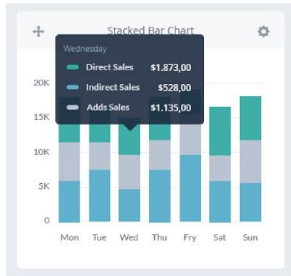 Stacked Bar Chart
Wednesday
Direct Sales $1.873,00
Indirect Sales $528,00
Adds Sales $1.135,00
20K
15K
10K
5K
0
Mon Tue Wed Thu Fry Sat Sun